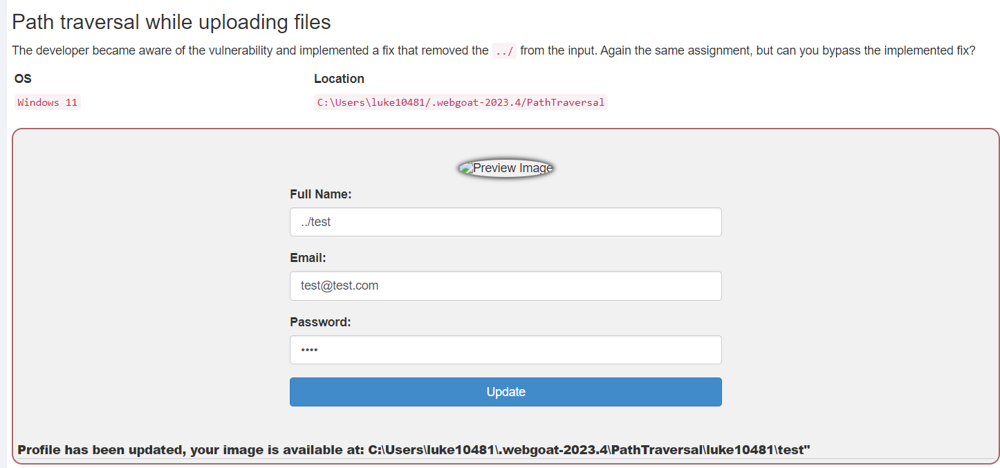 Path traversal while uploading files
The developer became aware of the vulnerability and implemented a fix that removed the ../ from the input. Again the same assignment, but can you bypass the implemented fix?
OS Location
Windows 11 C:\Users\luke10481/.webgoat-2023.4/PathTraversal
Preview Image
Full Name:
../test
Email:
test@test.com
Password:
••••
Update
Profile has been updated, your image is available at: C:\Users\luke10481\.webgoat-2023.4\PathTraversal\luke10481\test"